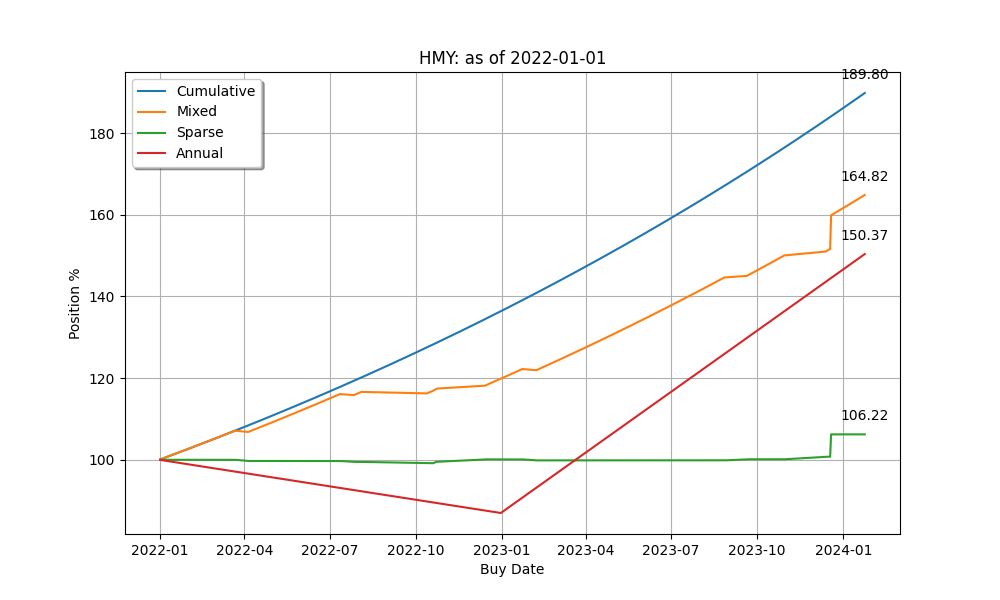 HMY: as of 2022-01-01
Cumulative
Mixed
Sparse
Annual
189.80
164.82
150.37
106.22
Position %
180
160
140
120
100
2022-01 2022-04 2022-07 2022-10 2023-01 2023-04 2023-07 2023-10 2024-01
Buy Date